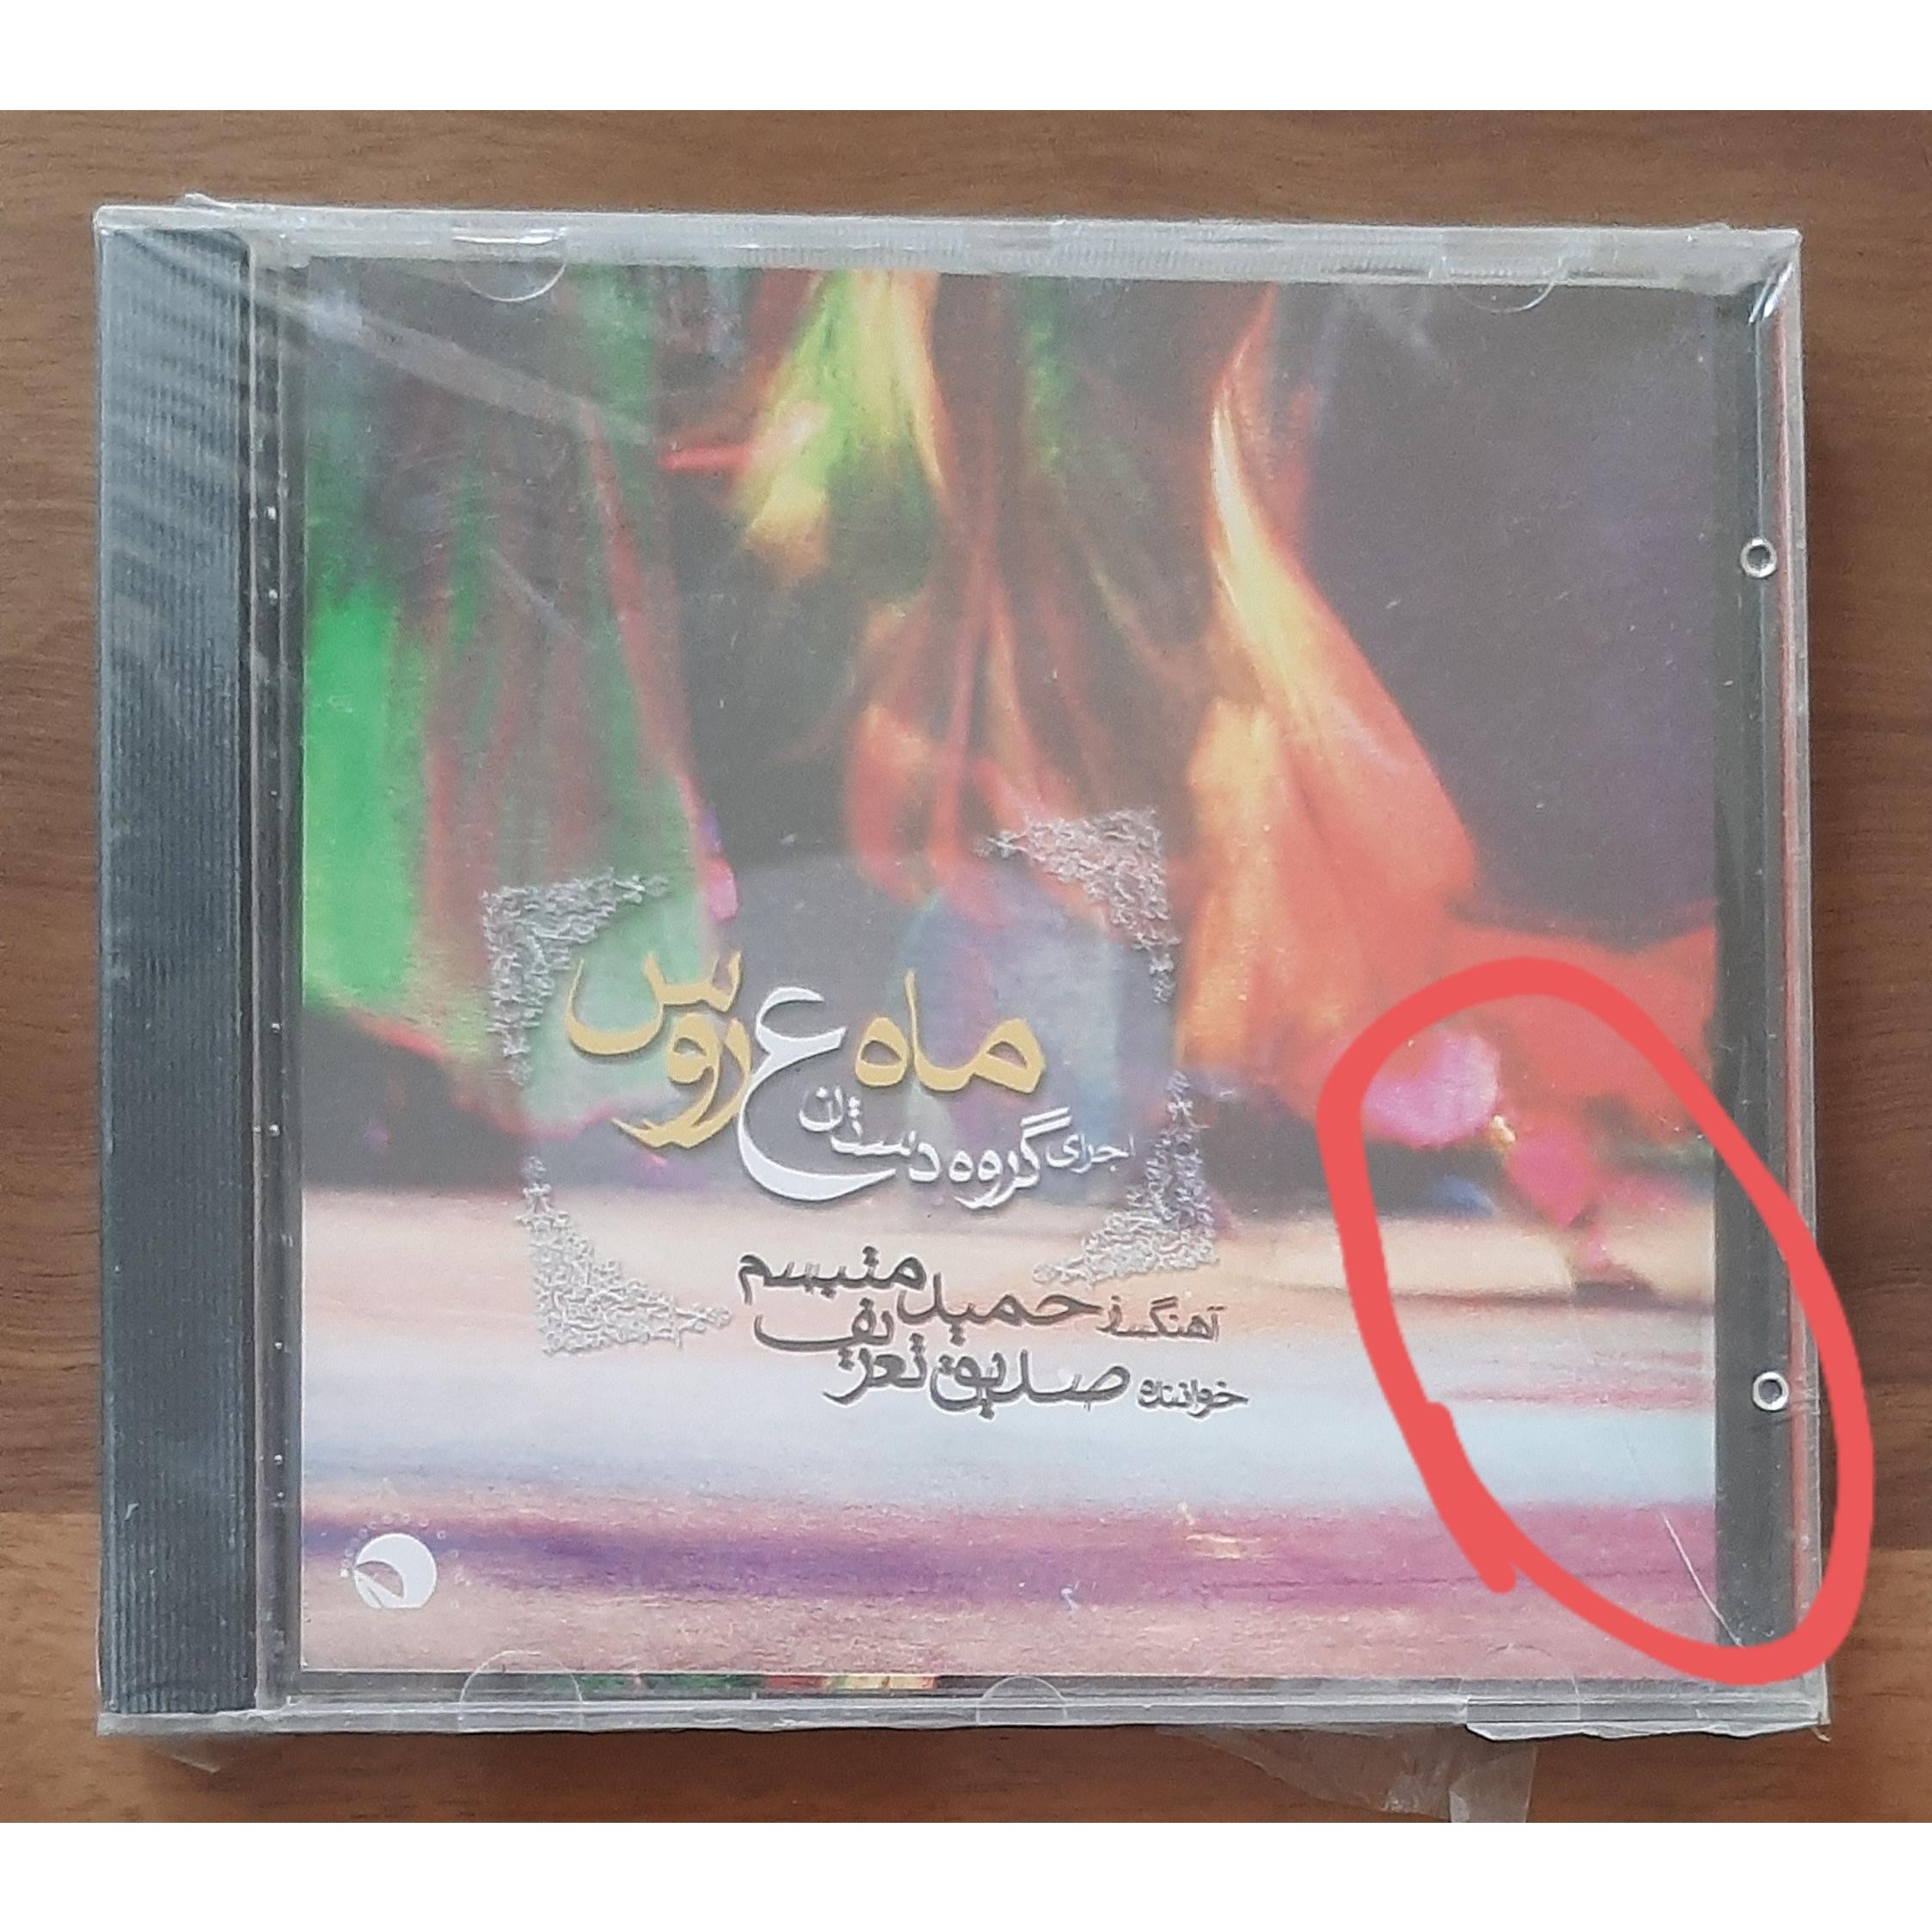 ماه عروس
اجرای گروه دستان
آهنگساز حمید متبسم
خواننده صدیق تعریف